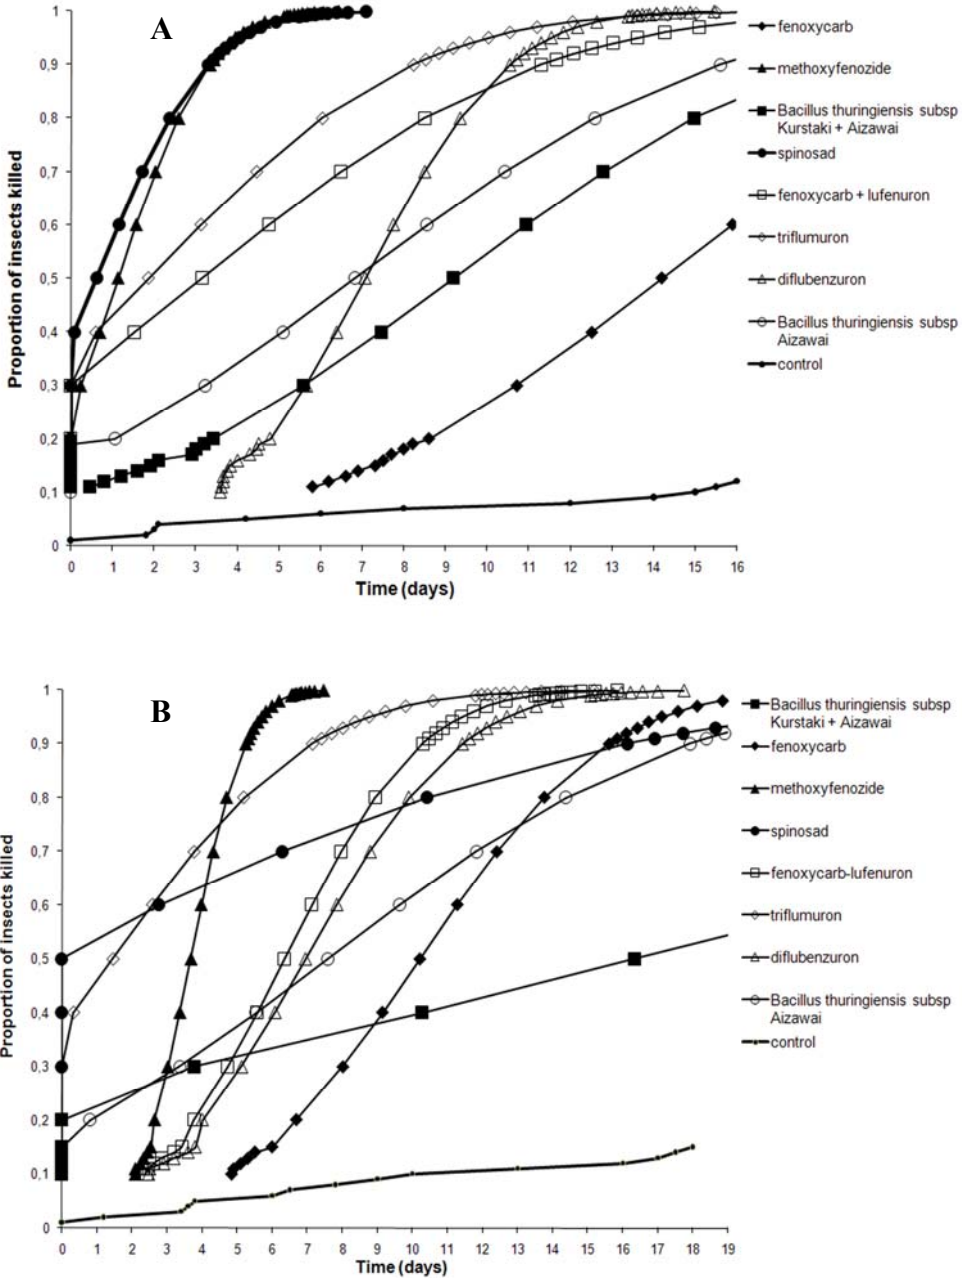 A
Proportion of insects killed
1
0,9
0,8
0,7
0,6
0,5
0,4
0,3
0,2
0,1
0
0 1 2 3 4 5 6 7 8 9 10 11 12 13 14 15 16
Time (days)
fenoxycarb
methoxyfenozide
Bacillus thuringiensis subsp
Kurstaki + Aizawai
spinosad
fenoxycarb + lufenuron
triflumuron
diflubenzuron
Bacillus thuringiensis subsp
Aizawai
control
B
Proportion of insects killed
1
0,9
0,8
0,7
0,6
0,5
0,4
0,3
0,2
0,1
0
0 1 2 3 4 5 6 7 8 9 10 11 12 13 14 15 16 17 18 19
Time (days)
Bacillus thuringiensis subsp
Kurstaki + Aizawai
fenoxycarb
methoxyfenozide
spinosad
fenoxycarb-lufenuron
triflumuron
diflubenzuron
Bacillus thuringiensis subsp
Aizawai
control